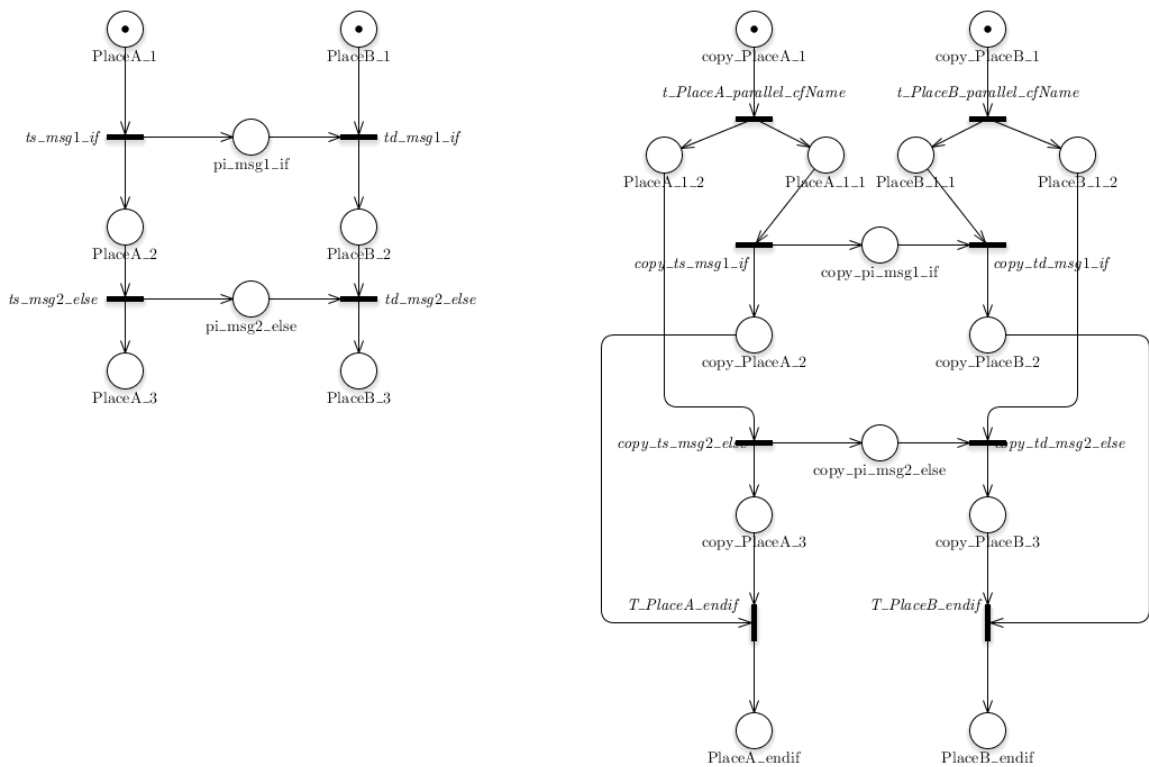 PlaceA_1
PlaceB_1
ts_msg1_if
pi_msg1_if
td_msg1_if
PlaceA_2
PlaceB_2
ts_msg2_else
pi_msg2_else
td_msg2_else
PlaceA_3
PlaceB_3
copy_PlaceA_1
copy_PlaceB_1
t_PlaceA_parallel_cfName
t_PlaceB_parallel_cfName
PlaceA_1_2
PlaceA_1_1
PlaceB_1_1
PlaceB_1_2
copy_ts_msg1_if
copy_pi_msg1_if
copy_td_msg1_if
copy_PlaceA_2
copy_PlaceB_2
copy_ts_msg2_else
copy_pi_msg2_else
copy_td_msg2_else
copy_PlaceA_3
copy_PlaceB_3
T_PlaceA_endif
T_PlaceB_endif
PlaceA_endif
PlaceB_endif